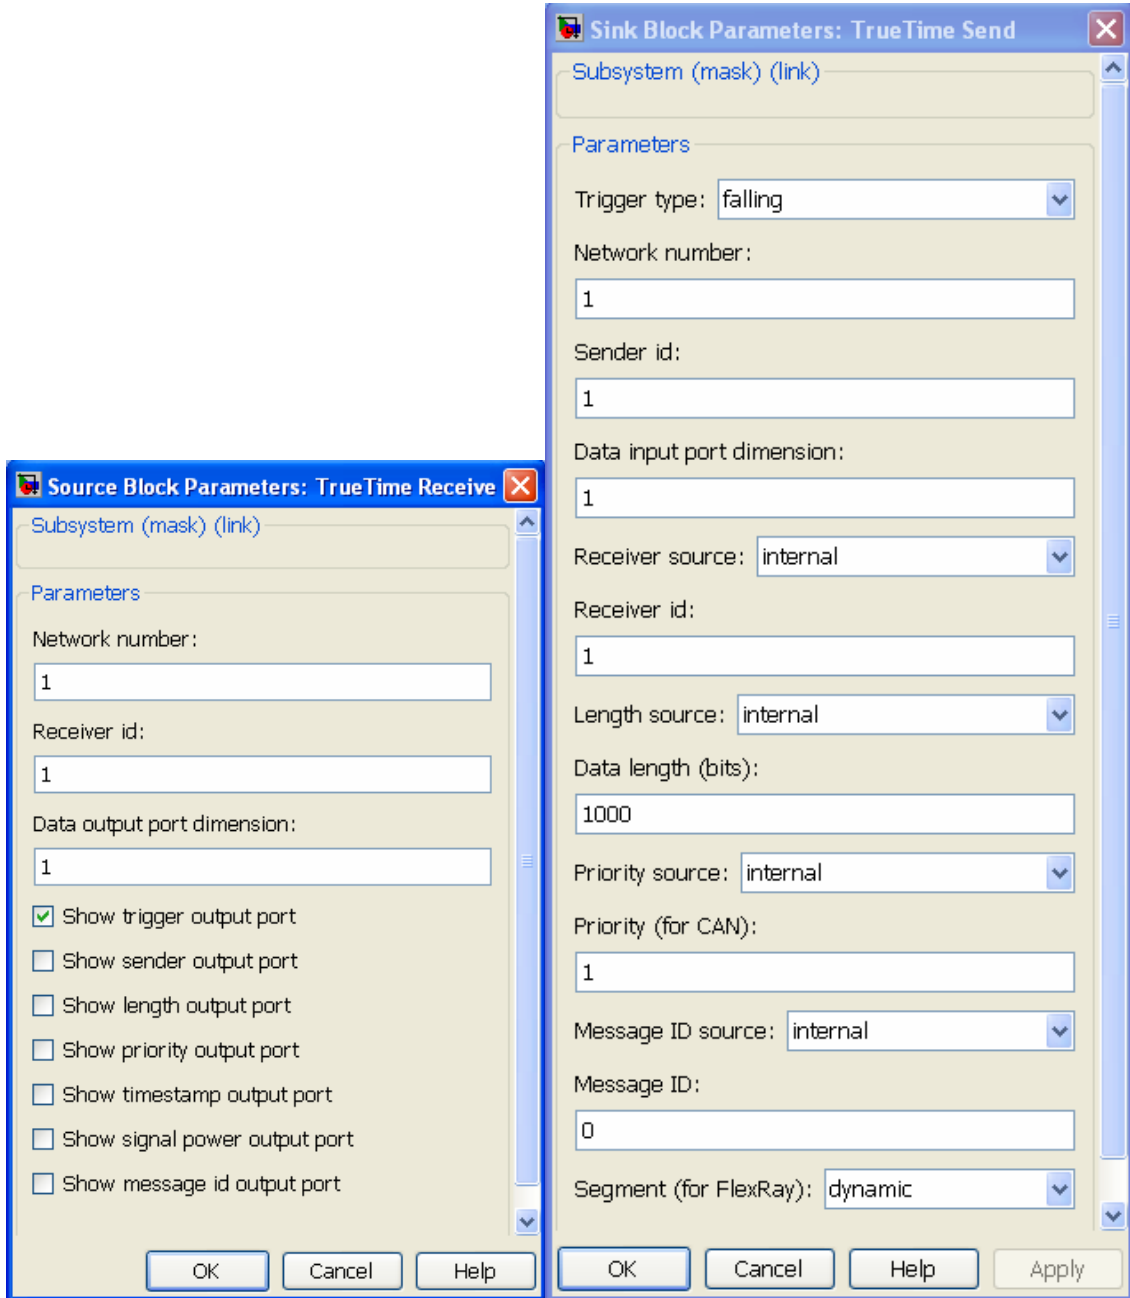 Source Block Parameters: TrueTime Receive
Subsystem (mask) (link)
Parameters
Network number:
1
Receiver id:
1
Data output port dimension:
1
Show trigger output port
Show sender output port
Show length output port
Show priority output port
Show timestamp output port
Show signal power output port
Show message id output port
OK Cancel Help
Sink Block Parameters: TrueTime Send
Subsystem (mask) (link)
Parameters
Trigger type: falling
Network number:
1
Sender id:
1
Data input port dimension:
1
Receiver source: internal
Receiver id:
1
Length source: internal
Data length (bits):
1000
Priority source: internal
Priority (for CAN):
1
Message ID source: internal
Message ID:
0
Segment (for FlexRay): dynamic
OK Cancel Help Apply